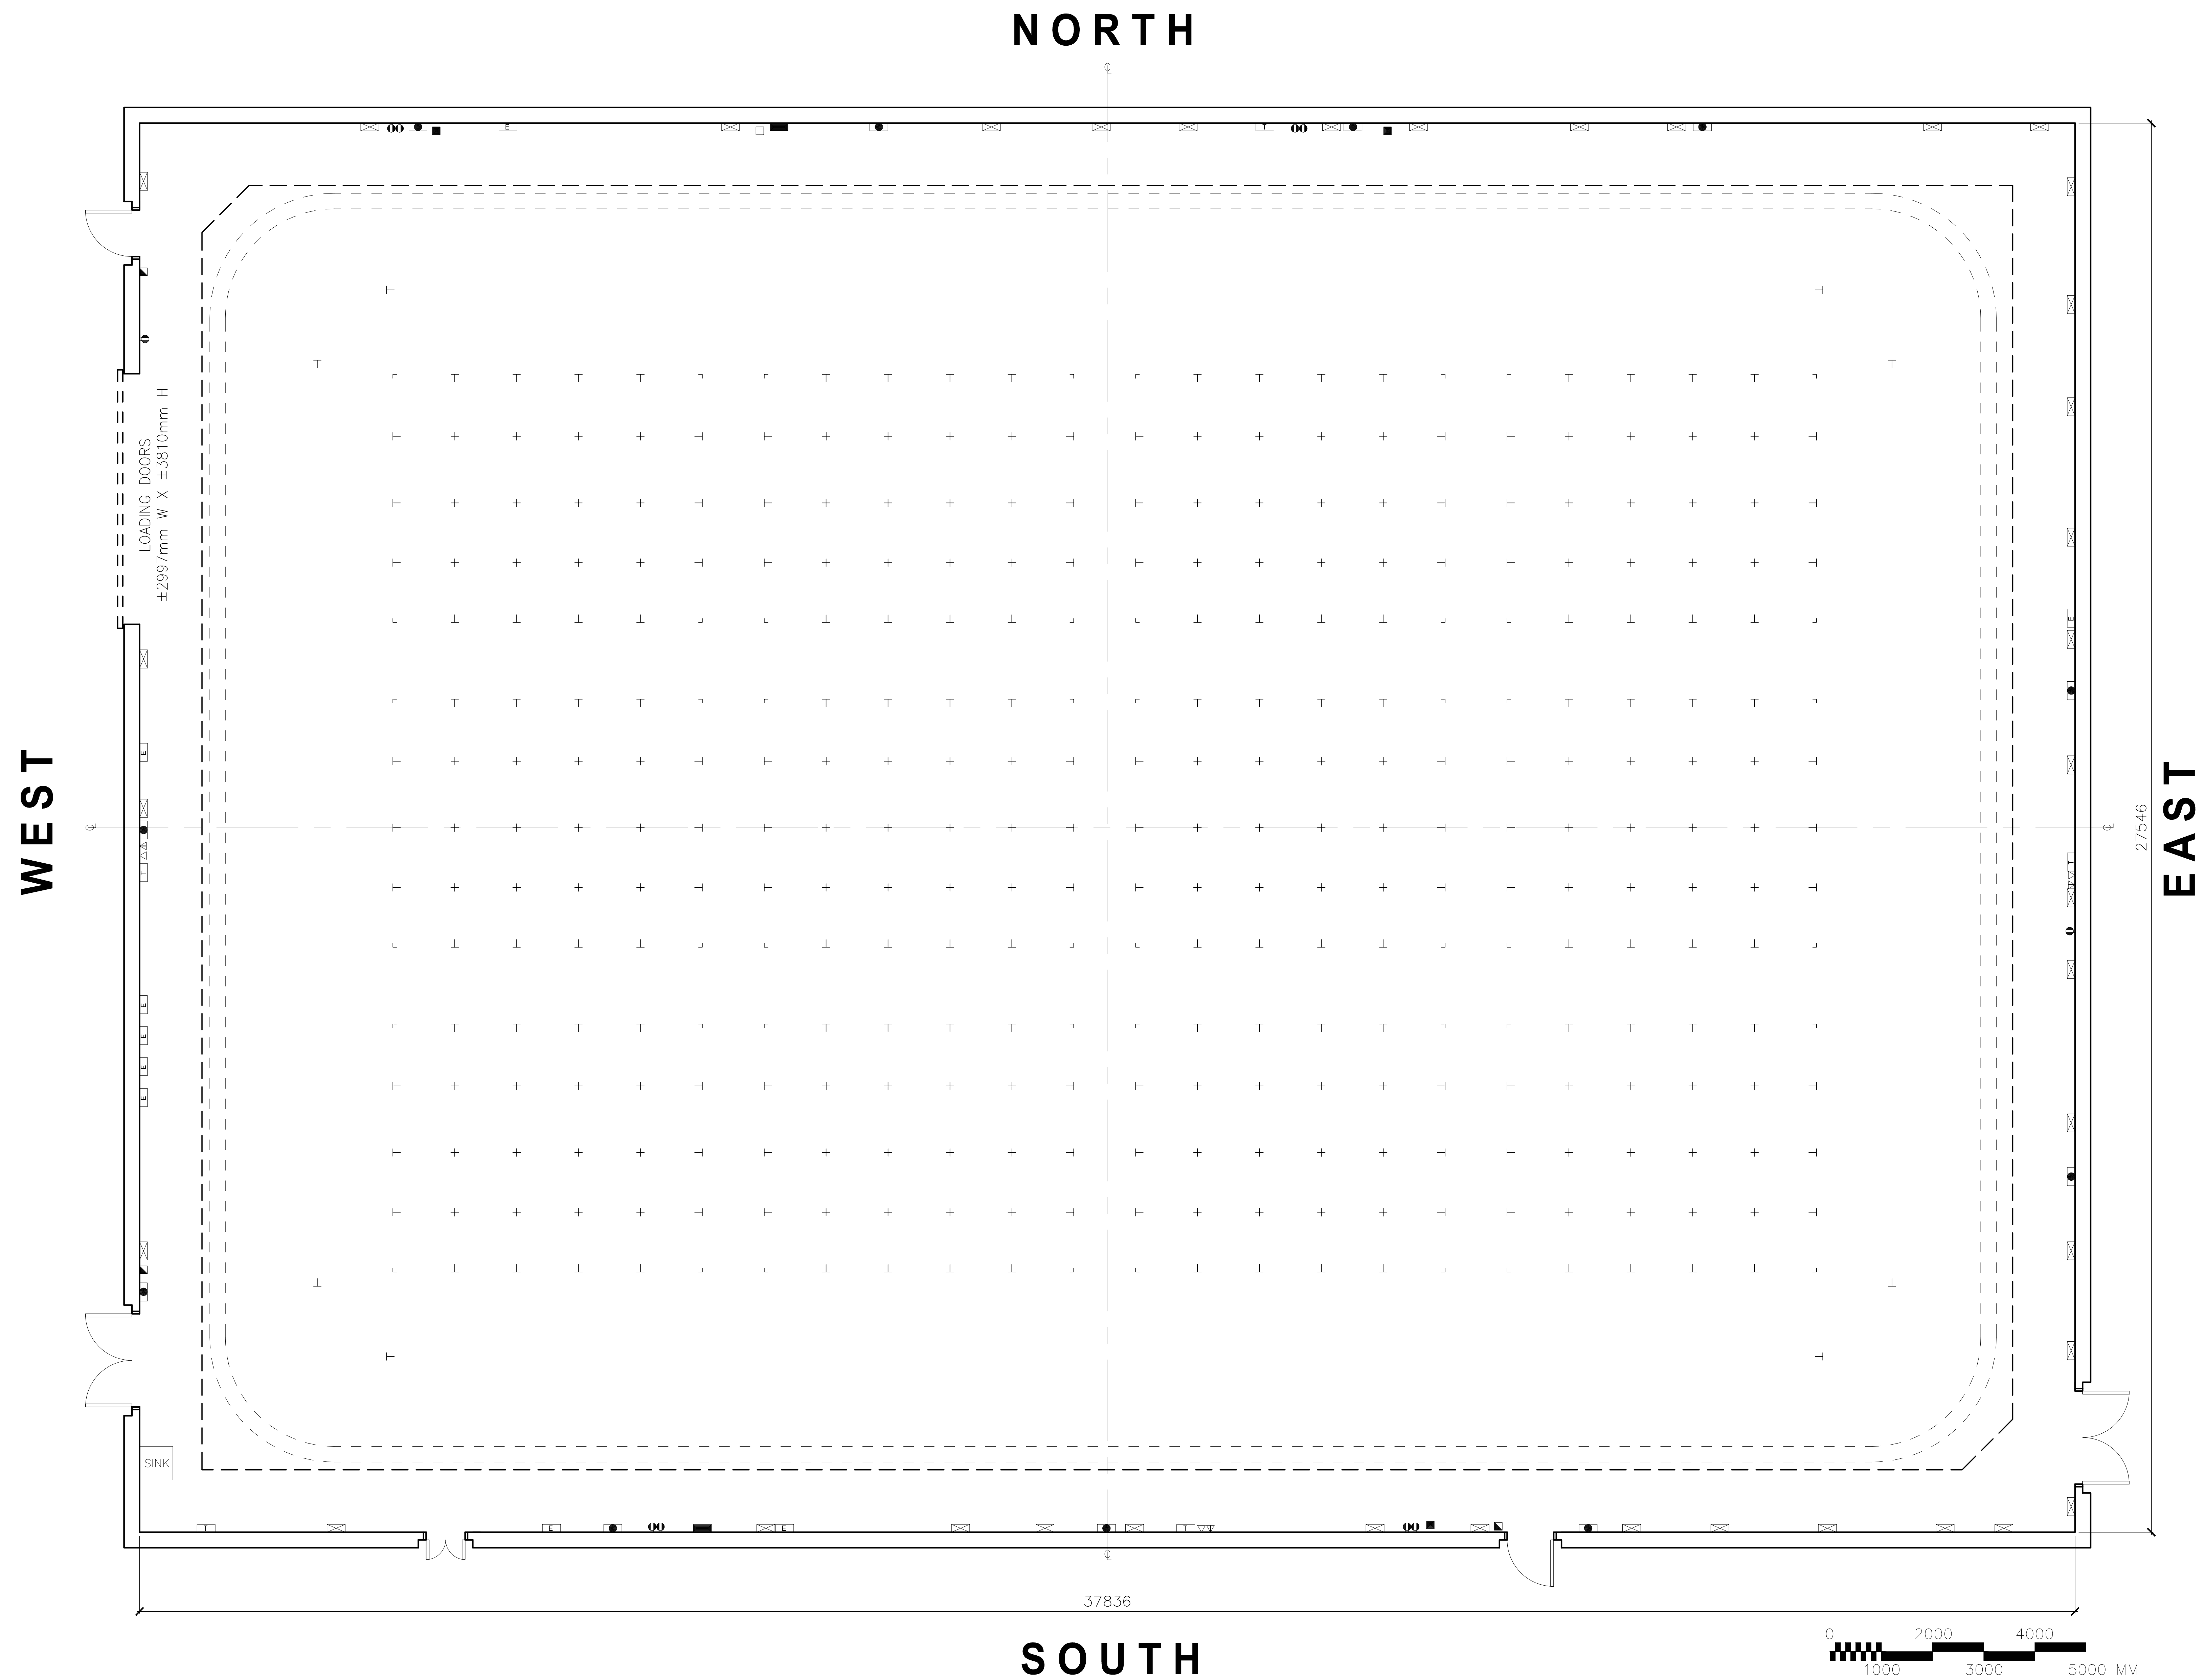 NORTH
℄
E
T
LOADING DOORS
±2997mm W X ±3810mm H
E
WEST
E
℄
℄
27546
EAST
T
T
E
E
E
E
SINK
T
E
E
T
℄
37836
SOUTH
0 2000 4000
1000 3000 5000 MM